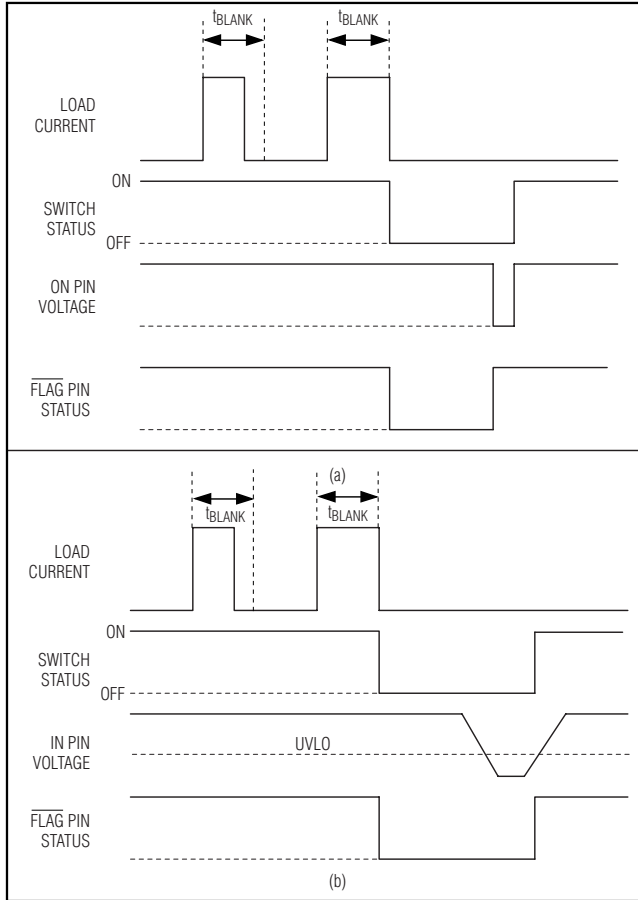 tBLANK tBLANK
LOAD
CURRENT
ON
SWITCH
STATUS
OFF
ON PIN
VOLTAGE
FLAG PIN
STATUS
(a)
tBLANK tBLANK
LOAD
CURRENT
ON
SWITCH
STATUS
OFF
IN PIN
VOLTAGE
UVLO
FLAG PIN
STATUS
(b)